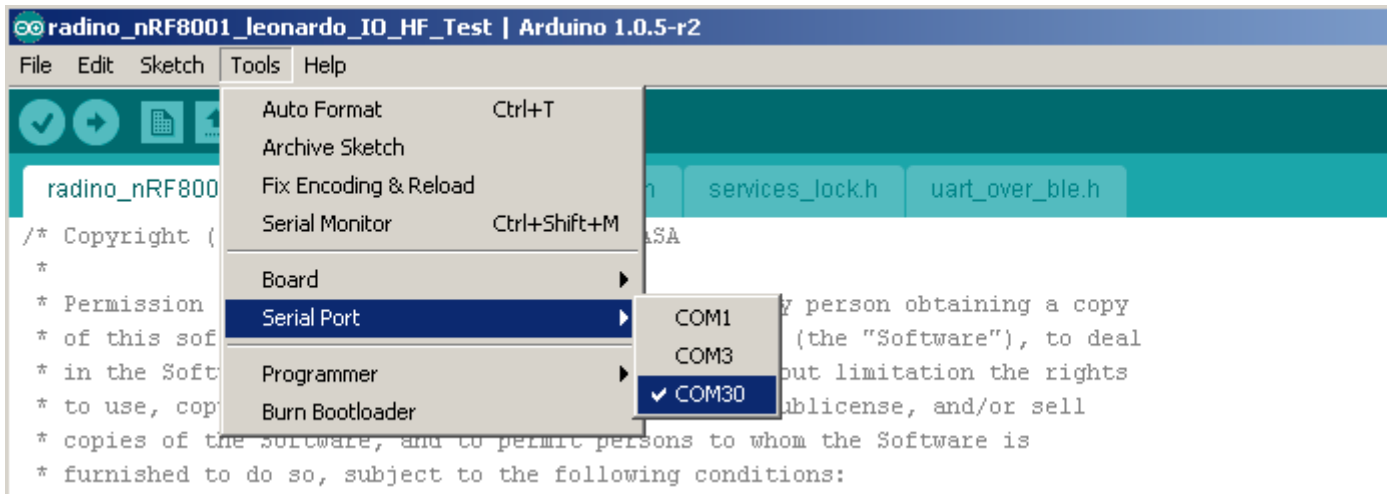 radino_nRF8001_leonardo_IO_HF_Test | Arduino 1.0.5-r2
File Edit Sketch Tools Help
Auto Format Ctrl+T
Archive Sketch
Fix Encoding & Reload
Serial Monitor Ctrl+Shift+M
Board
Serial Port
Programmer
Burn Bootloader
COM1
COM3
COM30
radino_nRF800 services_lock.h uart_over_ble.h
/* Copyright ( ASA
*
* Permission y person obtaining a copy
* of this sof (the "Software"), to deal
* in the Soft out limitation the rights
* to use, cop ublicense, and/or sell
* copies of the Software, and to permit persons to whom the Software is
* furnished to do so, subject to the following conditions: